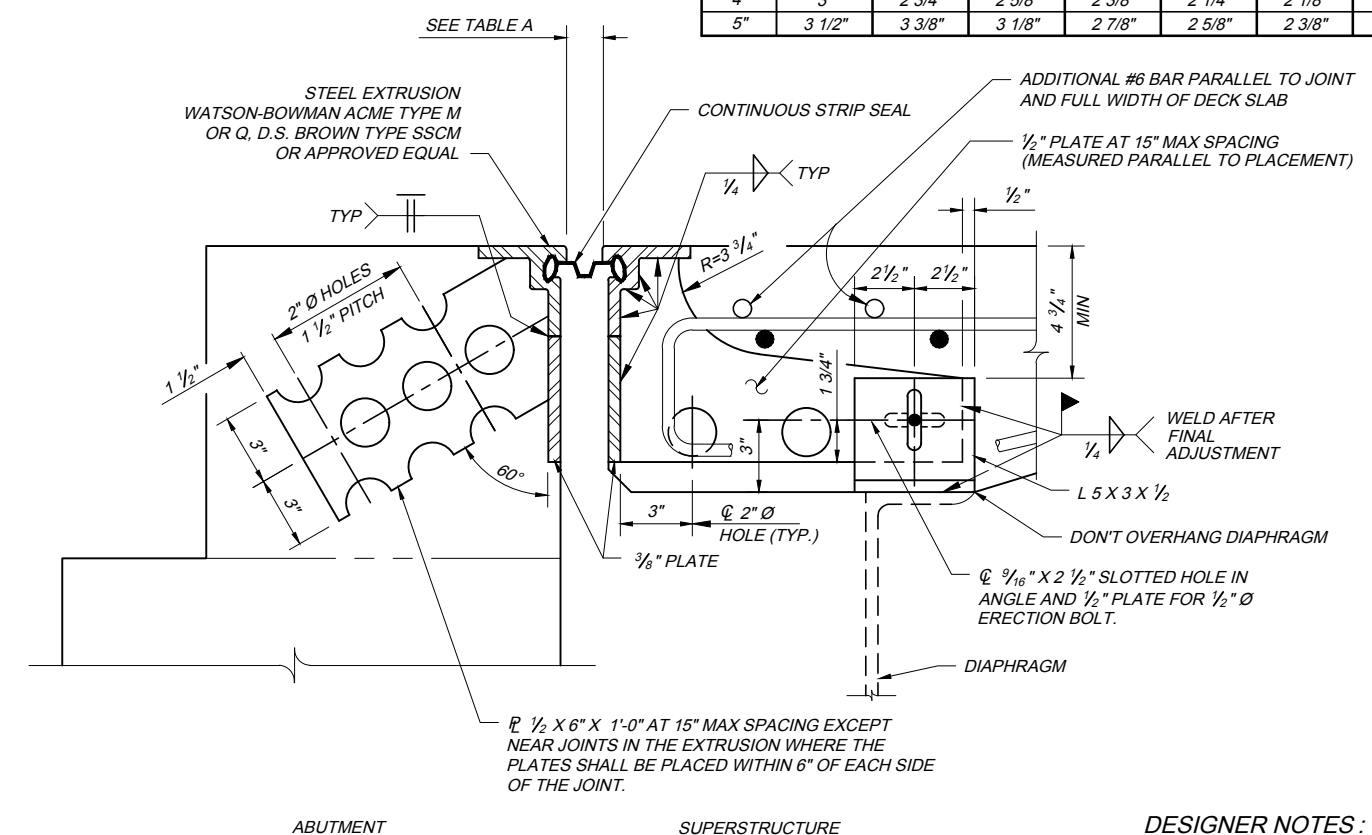 4" 3" 2 3/4" 2 5/8" 2 3/8" 2 1/4" 2 1/8"
5" 3 1/2" 3 3/8" 3 1/8" 2 7/8" 2 5/8" 2 3/8"
SEE TABLE A
STEEL EXTRUSION
WATSON-BOWMAN ACME TYPE M
OR Q, D.S. BROWN TYPE SSCM
OR APPROVED EQUAL
CONTINUOUS STRIP SEAL
ADDITIONAL #6 BAR PARALLEL TO JOINT
AND FULL WIDTH OF DECK SLAB
1/2" PLATE AT 15" MAX SPACING
(MEASURED PARALLEL TO PLACEMENT)
1/4 TYP
TYP
1/2"
R=3 3/4"
2 1/2" 2 1/2"
4 3/4"
MIN
2" Ø HOLES
1 1/2" PITCH
1 1/2"
3"
3"
60°
1 3/4"
3"
3"
℄ 2" Ø
HOLE (TYP.)
3/8" PLATE
1/4
WELD AFTER
FINAL
ADJUSTMENT
L 5 X 3 X 1/2
DON'T OVERHANG DIAPHRAGM
℄ 9/16" X 2 1/2" SLOTTED HOLE IN
ANGLE AND 1/2" PLATE FOR 1/2" Ø
ERECTION BOLT.
DIAPHRAGM
PL 1/2 X 6" X 1'-0" AT 15" MAX SPACING EXCEPT
NEAR JOINTS IN THE EXTRUSION WHERE THE
PLATES SHALL BE PLACED WITHIN 6" OF EACH SIDE
OF THE JOINT.
ABUTMENT
SUPERSTRUCTURE
DESIGNER NOTES :